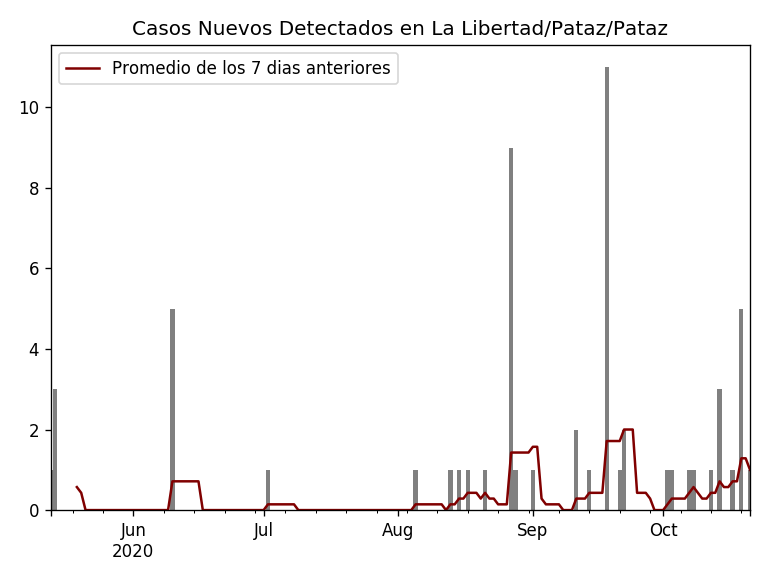 Casos Nuevos Detectados en La Libertad/Pataz/Pataz
Promedio de los 7 dias anteriores
10
8
6
4
2
0
Jun Jul Aug Sep Oct
2020